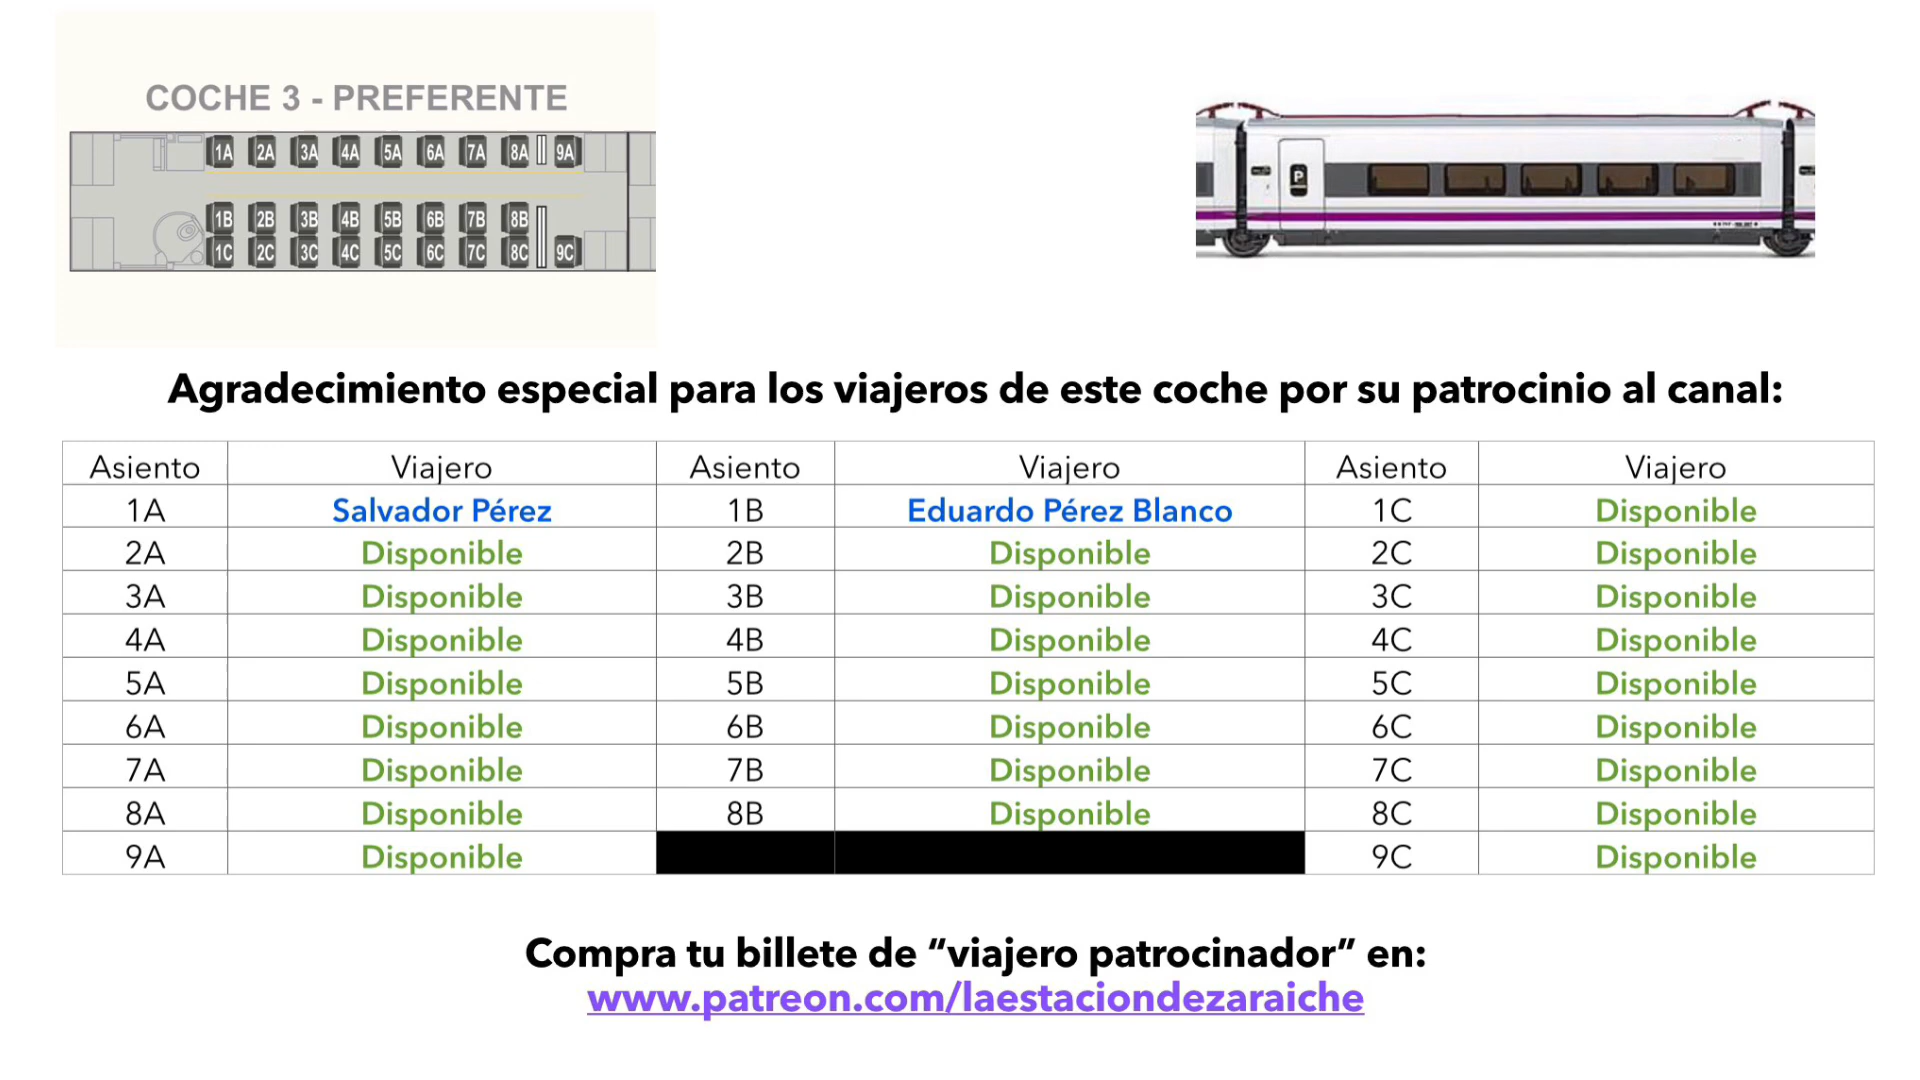 COCHE 3 - PREFERENTE
1A 2A 3A 4A 5A 6A 7A 8A 9A
1B 2B 3B 4B 5B 6B 7B 8B
1C 2C 3C 4C 5C 6C 7C 8C 9C
P
Agradecimiento especial para los viajeros de este coche por su patrocinio al canal:
Asiento Viajero Asiento Viajero Asiento Viajero
1A Salvador Pérez 1B Eduardo Pérez Blanco 1C Disponible
2A Disponible 2B Disponible 2C Disponible
3A Disponible 3B Disponible 3C Disponible
4A Disponible 4B Disponible 4C Disponible
5A Disponible 5B Disponible 5C Disponible
6A Disponible 6B Disponible 6C Disponible
7A Disponible 7B Disponible 7C Disponible
8A Disponible 8B Disponible 8C Disponible
9A Disponible 9C Disponible
Compra tu billete de “viajero patrocinador” en:
www.patreon.com/laestaciondezaraiche